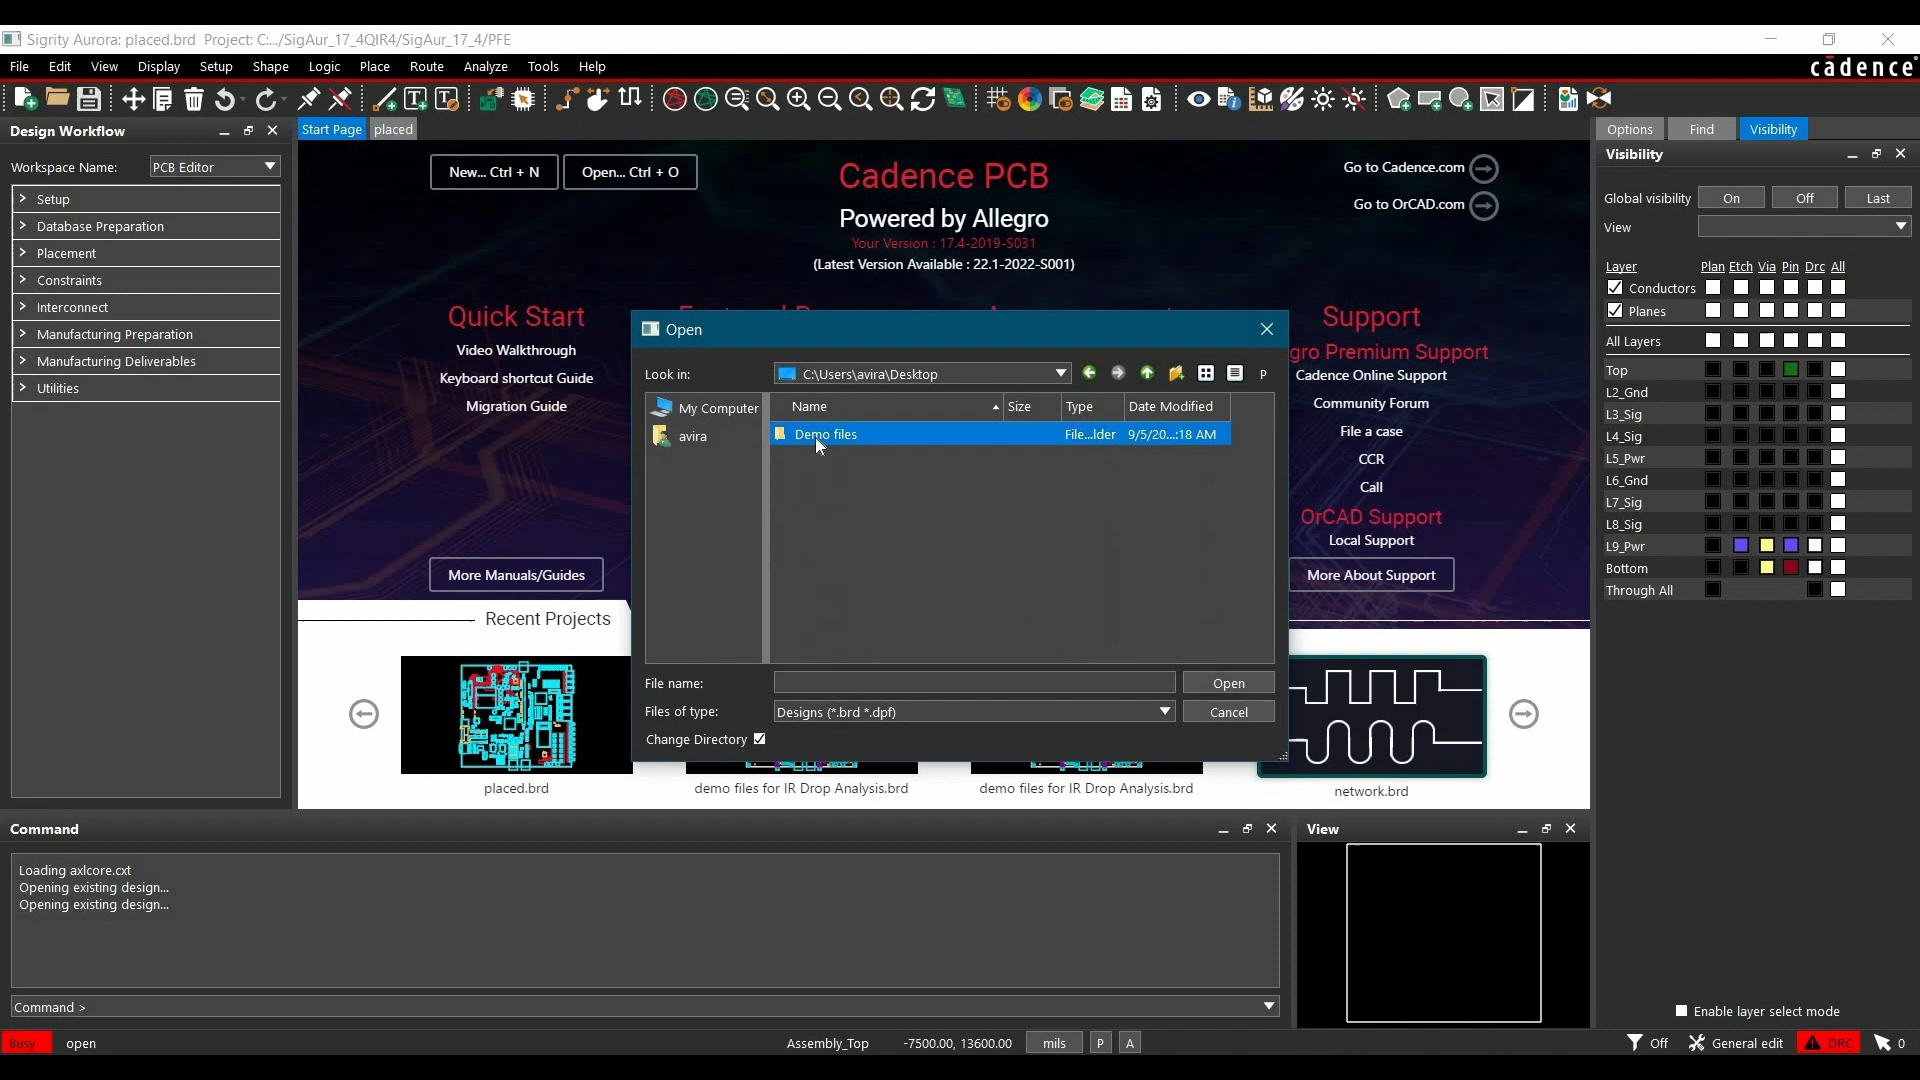 Sigrity Aurora: placed.brd  Project: C:.../SigAur_17_4QIR4/SigAur_17_4/PFE
File Edit View Display Setup Shape Logic Place Route Analyze Tools Help
cādence
Design Workflow
Start Page placed
Options Find Visibility
Workspace Name: PCB Editor
Setup
Database Preparation
Placement
Constraints
Interconnect
Manufacturing Preparation
Manufacturing Deliverables
Utilities
New... Ctrl + N
Open... Ctrl + O
Cadence PCB
Powered by Allegro
Your Version : 17.4-2019-S031
(Latest Version Available : 22.1-2022-S001)
Go to Cadence.com
Go to OrCAD.com
Quick Start
Video Walkthrough
Keyboard shortcut Guide
Migration Guide
More Manuals/Guides
Support
gro Premium Support
Cadence Online Support
Community Forum
File a case
CCR
Call
OrCAD Support
Local Support
More About Support
Open
Look in: C:\Users\avira\Desktop P
My Computer
avira
Name Size Type Date Modified
Demo files File...lder 9/5/20...:18 AM
File name: Open
Files of type: Designs (*.brd *.dpf) Cancel
Change Directory
Recent Projects
placed.brd
demo files for IR Drop Analysis.brd
demo files for IR Drop Analysis.brd
network.brd
Visibility
Global visibility On Off Last
View
Layer Plan Etch Via Pin Drc All
Conductors
Planes
All Layers
Top
L2_Gnd
L3_Sig
L4_Sig
L5_Pwr
L6_Gnd
L7_Sig
L8_Sig
L9_Pwr
Bottom
Through All
Enable layer select mode
Command
Loading axlcore.cxt
Opening existing design...
Opening existing design...
Command >
View
Busy open Assembly_Top -7500.00, 13600.00 mils P A Off General edit DRC 0